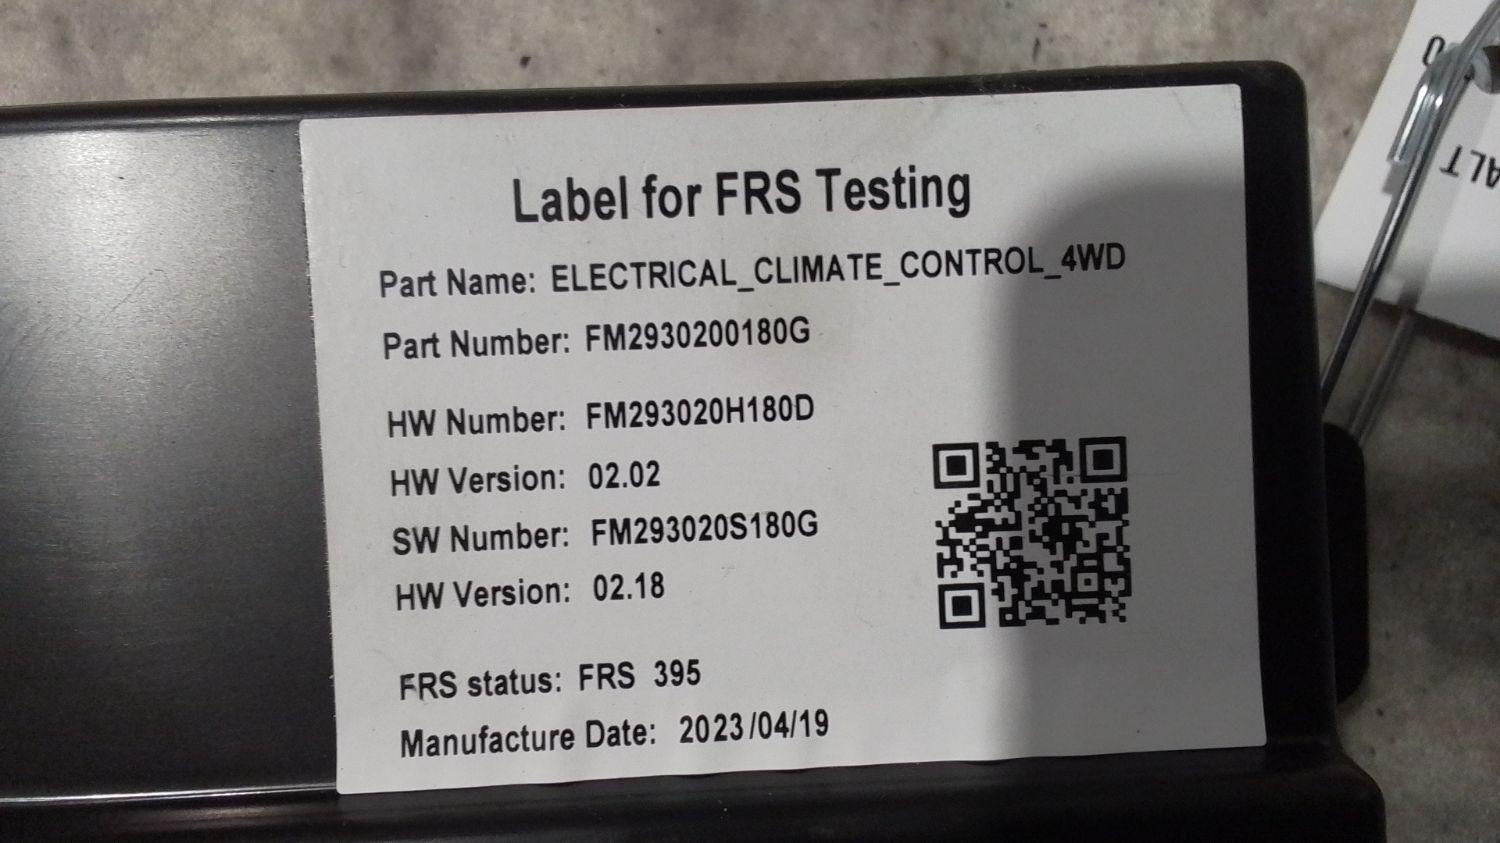 Label for FRS Testing
Part Name: ELECTRICAL_CLIMATE_CONTROL_4WD
Part Number: FM2930200180G
HW Number: FM293020H180D
HW Version: 02.02
SW Number: FM293020S180G
HW Version: 02.18
FRS status: FRS 395
Manufacture Date: 2023/04/19